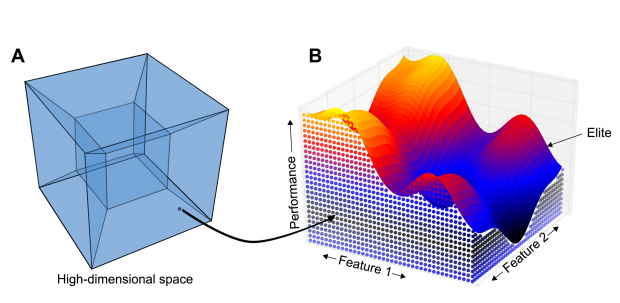 A
B
Elite
Performance
Feature 1
Feature 2
High-dimensional space